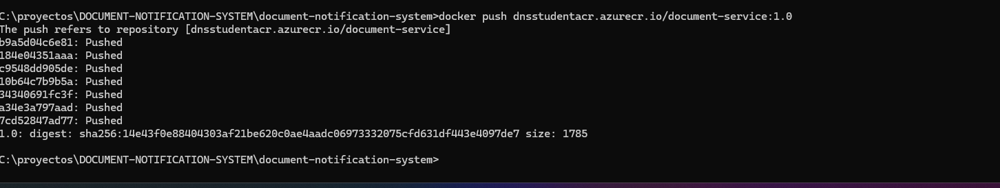 C:\proyectos\DOCUMENT-NOTIFICATION-SYSTEM\document-notification-system>docker push dnsstudentacr.azurecr.io/document-service:1.0
The push refers to repository [dnsstudentacr.azurecr.io/document-service]
b9a5d04c6e81: Pushed
184e04351aaa: Pushed
c9548dd905de: Pushed
10b64c7b9b5a: Pushed
34340691fc3f: Pushed
a34e3a797aad: Pushed
7cd52847ad77: Pushed
1.0: digest: sha256:14e43f0e88404303af21be620c0ae4aadc06973332075cfd631df443e4097de7 size: 1785
C:\proyectos\DOCUMENT-NOTIFICATION-SYSTEM\document-notification-system>